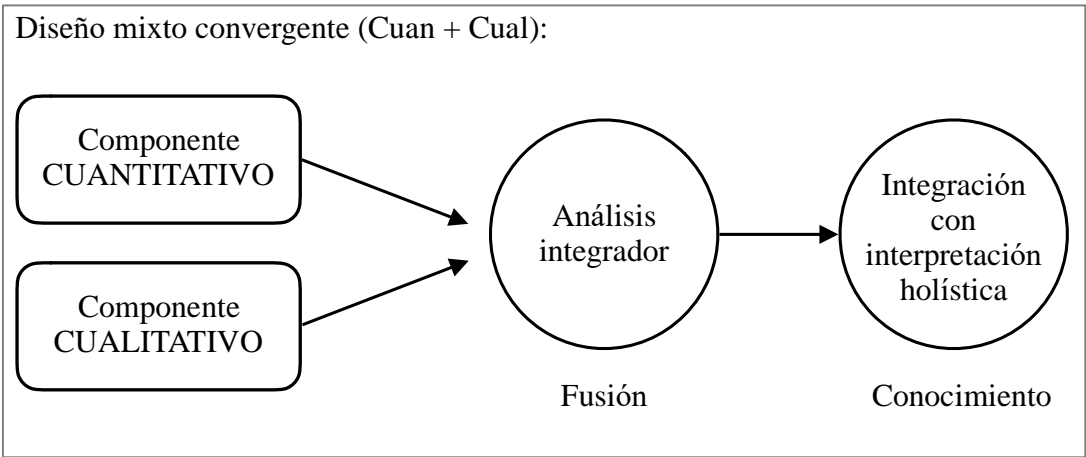 Diseño mixto convergente (Cuan + Cual):
Componente
CUANTITATIVO
Componente
CUALITATIVO
Análisis
integrador
Fusión
Integración
con
interpretación
holística
Conocimiento